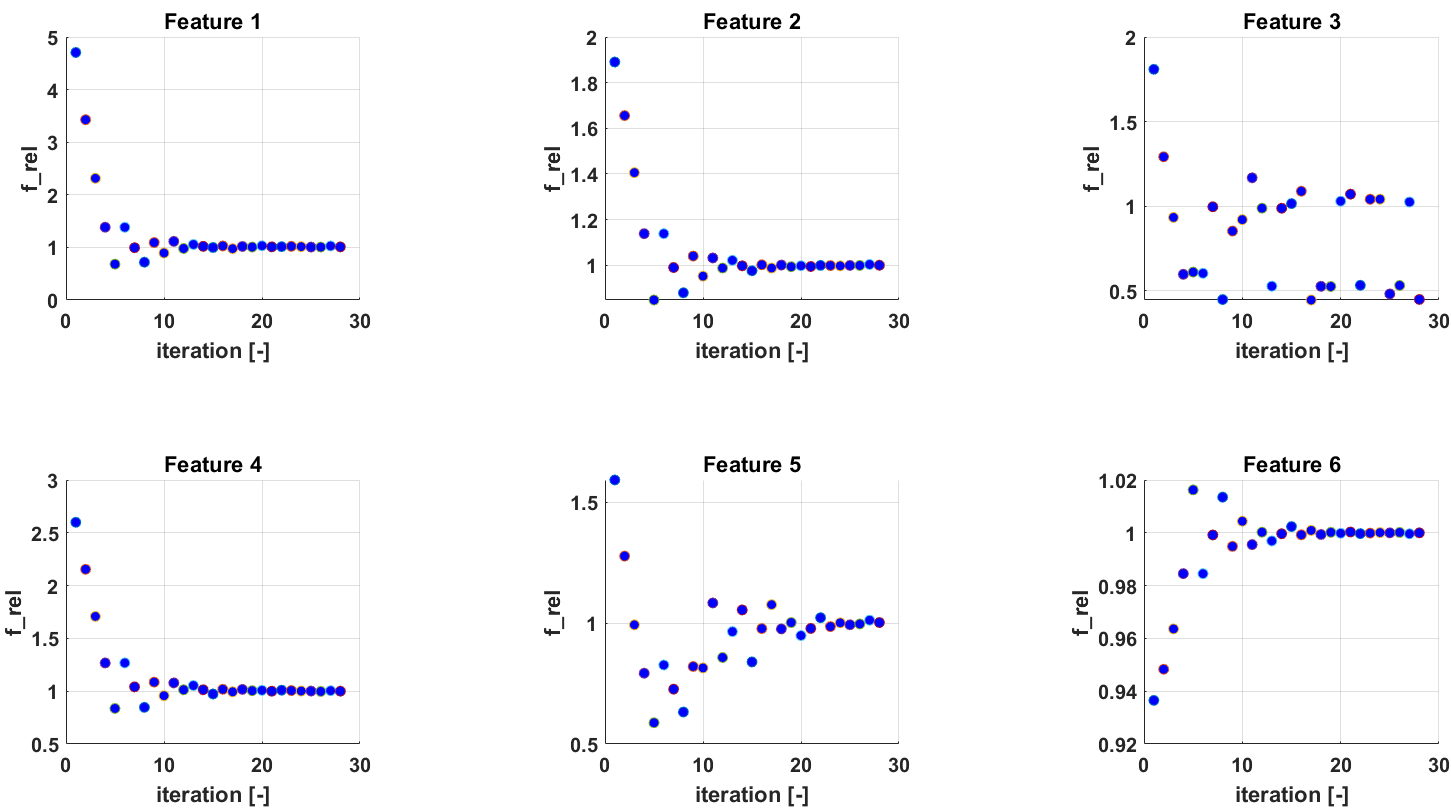 Feature 1
5
4
3
2
1
0
f_rel
0 10 20 30
iteration [-]
Feature 2
2
1.8
1.6
1.4
1.2
1
f_rel
0 10 20 30
iteration [-]
Feature 3
2
1.5
1
0.5
f_rel
0 10 20 30
iteration [-]
Feature 4
3
2.5
2
1.5
1
0.5
f_rel
0 10 20 30
iteration [-]
Feature 5
1.5
1
0.5
f_rel
0 10 20 30
iteration [-]
Feature 6
1.02
1
0.98
0.96
0.94
0.92
f_rel
0 10 20 30
iteration [-]